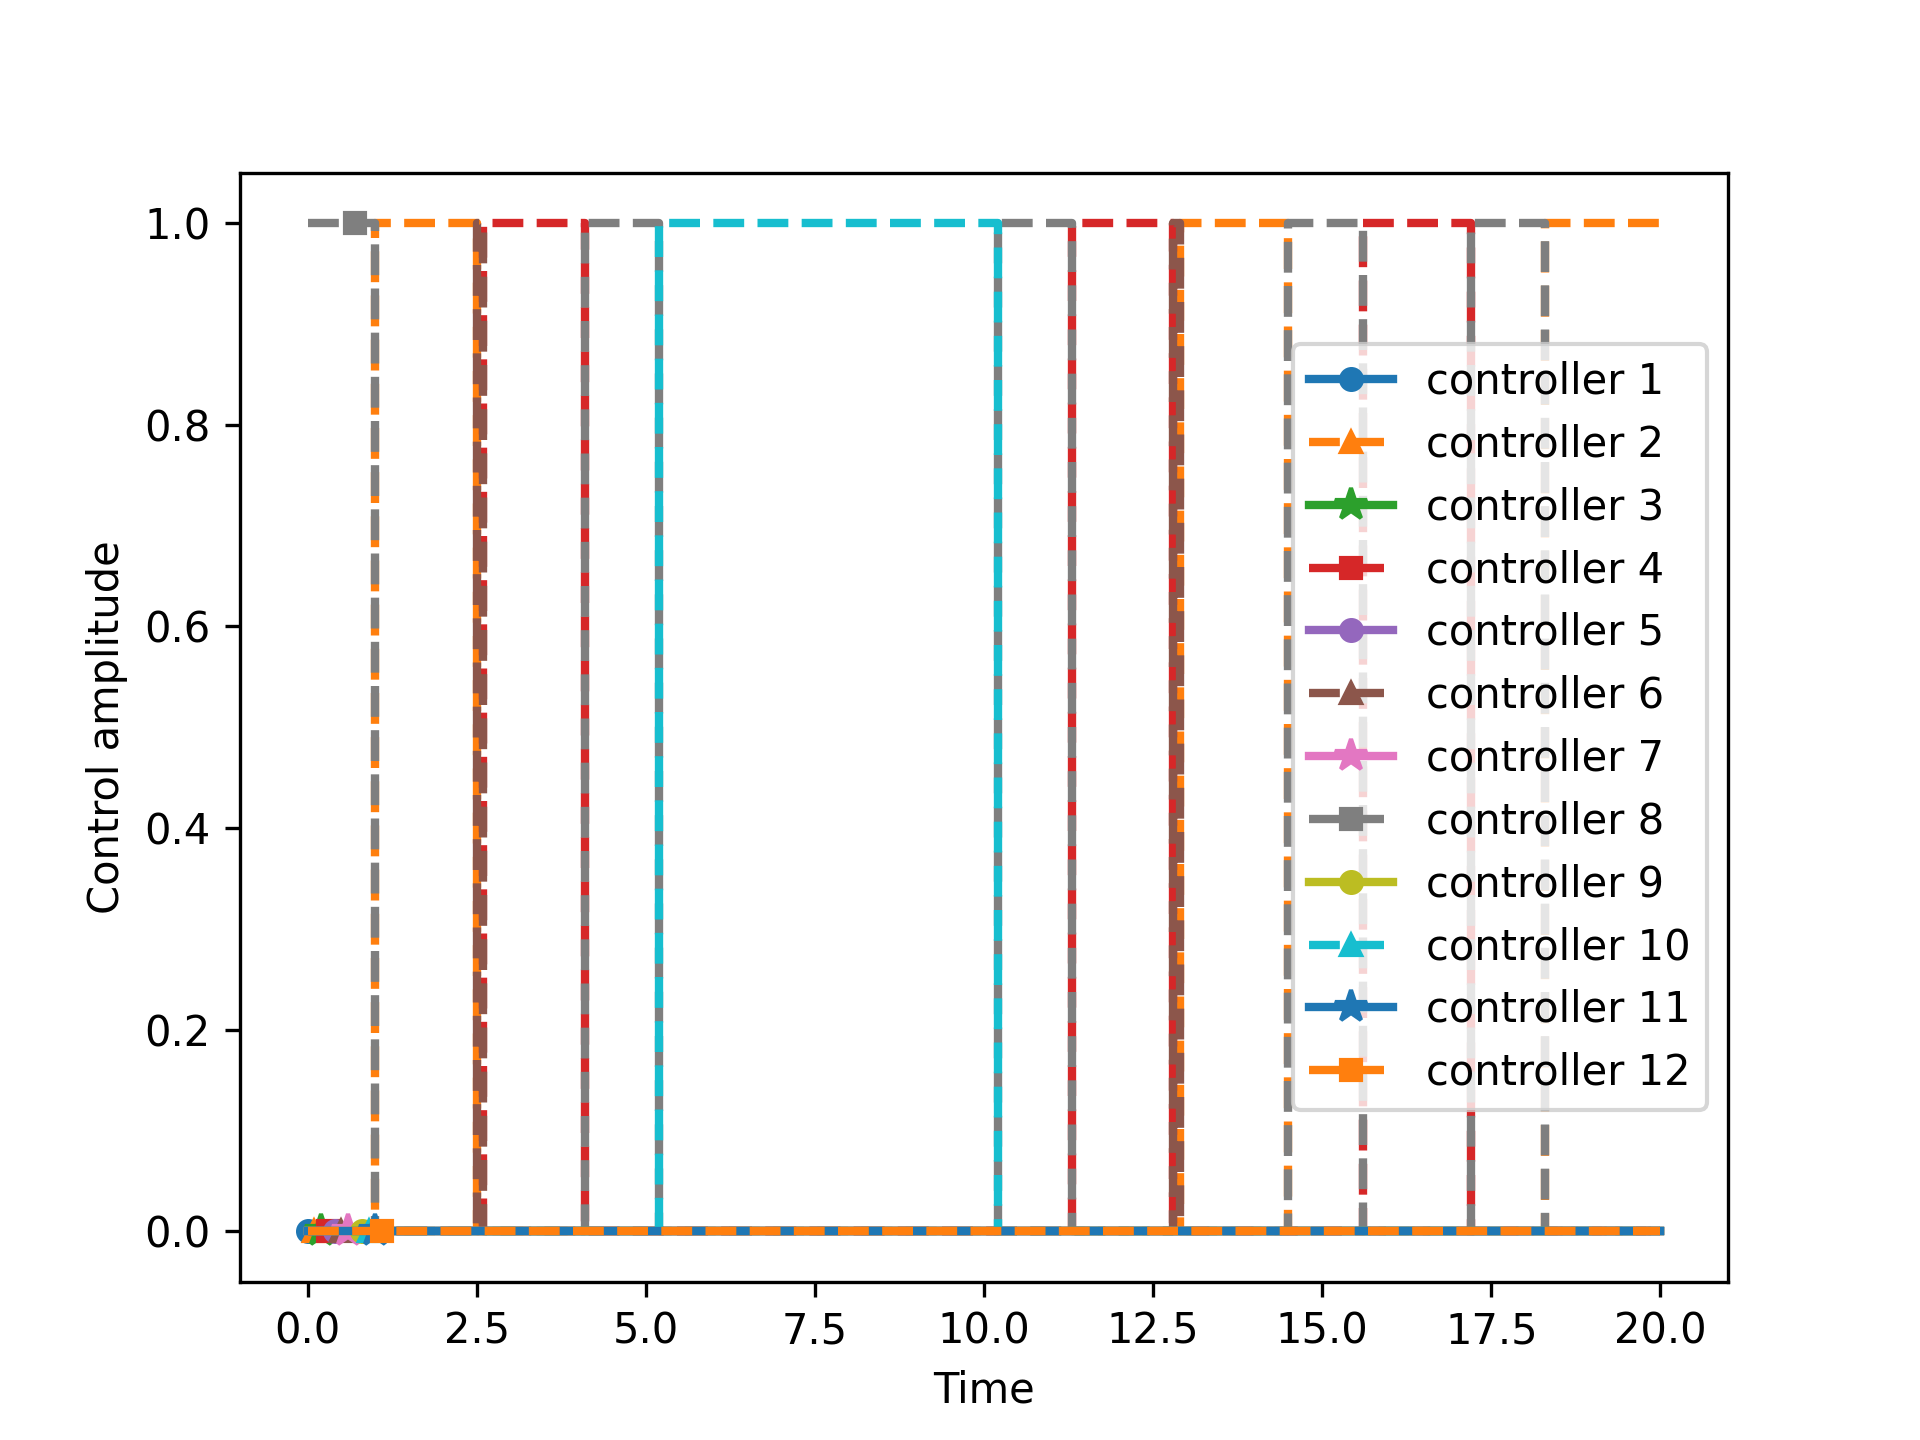 1.0
0.8
0.6
0.4
0.2
0.0
Control amplitude
controller 1
controller 2
controller 3
controller 4
controller 5
controller 6
controller 7
controller 8
controller 9
controller 10
controller 11
controller 12
0.0 2.5 5.0 7.5 10.0 12.5 15.0 17.5 20.0
Time